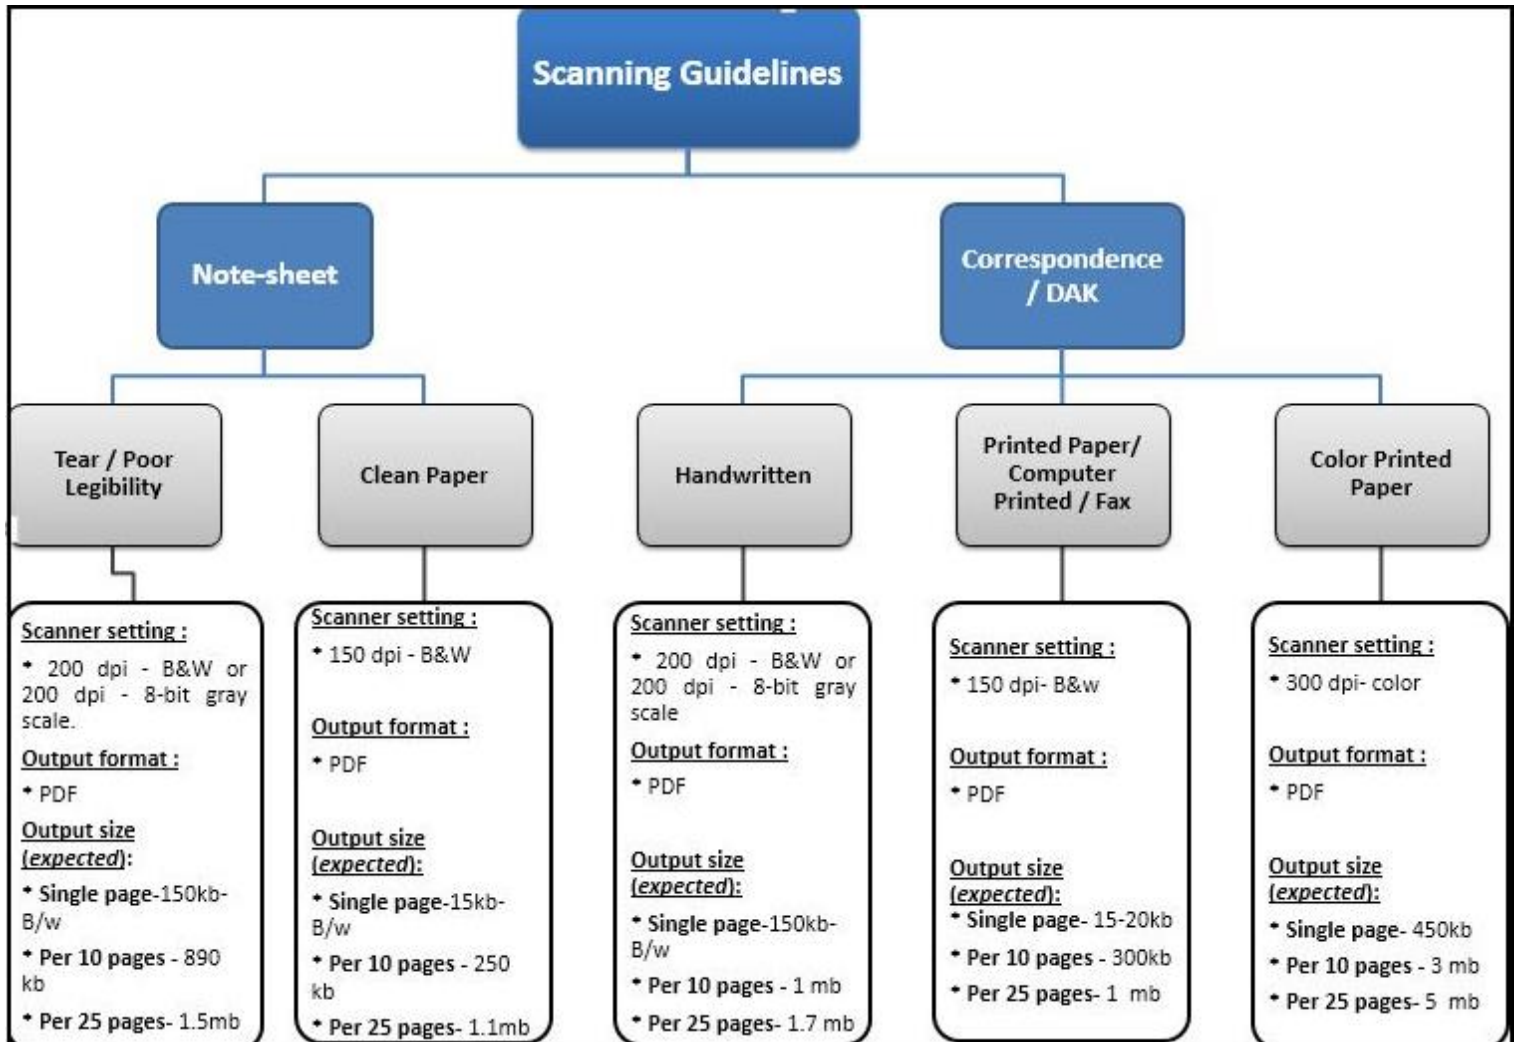 Scanning Guidelines
Note-sheet
Correspondence
/ DAK
Tear / Poor
Legibility
Clean Paper
Handwritten
Printed Paper/
Computer
Printed / Fax
Color Printed
Paper
Scanner setting :
* 200 dpi - B&W or
200 dpi - 8-bit gray
scale.
Output format :
* PDF
Output size
(expected):
* Single page-150kb-
B/w
* Per 10 pages - 890
kb
* Per 25 pages- 1.5mb
Scanner setting :
* 150 dpi - B&W
Output format :
* PDF
Output size
(expected):
* Single page-15kb-
B/w
* Per 10 pages - 250
kb
* Per 25 pages- 1.1mb
Scanner setting :
* 200 dpi - B&W or
200 dpi - 8-bit gray
scale
Output format :
* PDF
Output size
(expected):
* Single page-150kb-
B/w
* Per 10 pages - 1 mb
* Per 25 pages- 1.7 mb
Scanner setting :
* 150 dpi- B&w
Output format :
* PDF
Output size
(expected):
* Single page- 15-20kb
* Per 10 pages - 300kb
* Per 25 pages- 1 mb
Scanner setting :
* 300 dpi- color
Output format :
* PDF
Output size
(expected):
* Single page- 450kb
* Per 10 pages - 3 mb
* Per 25 pages- 5 mb